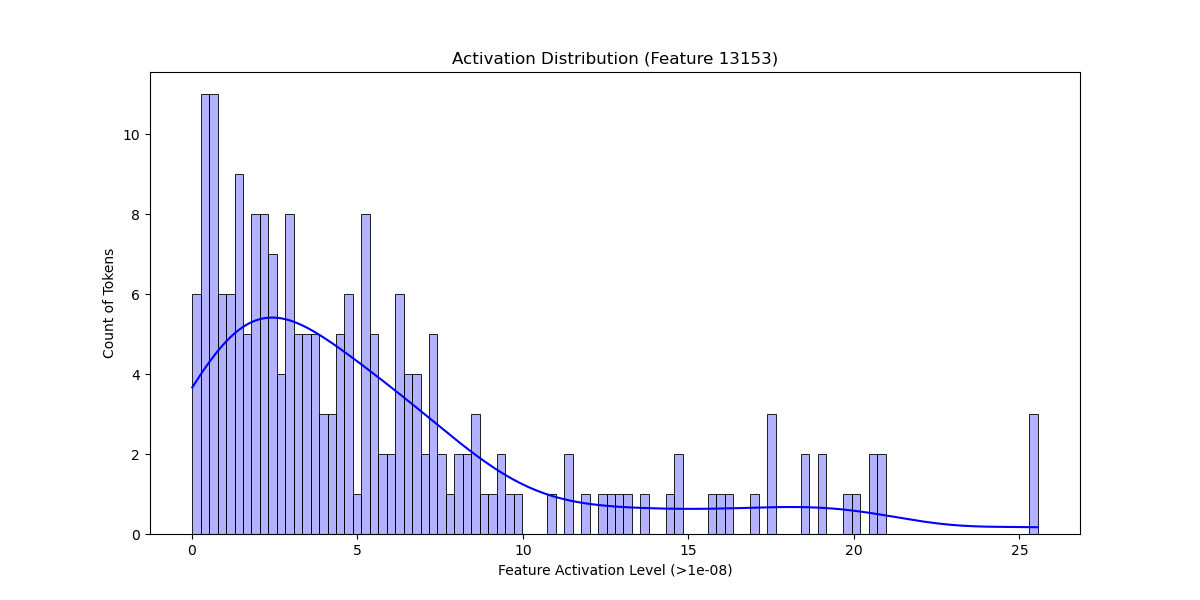 Activation Distribution (Feature 13153)
Count of Tokens
10
8
6
4
2
0
0 5 10 15 20 25
Feature Activation Level (>1e-08)